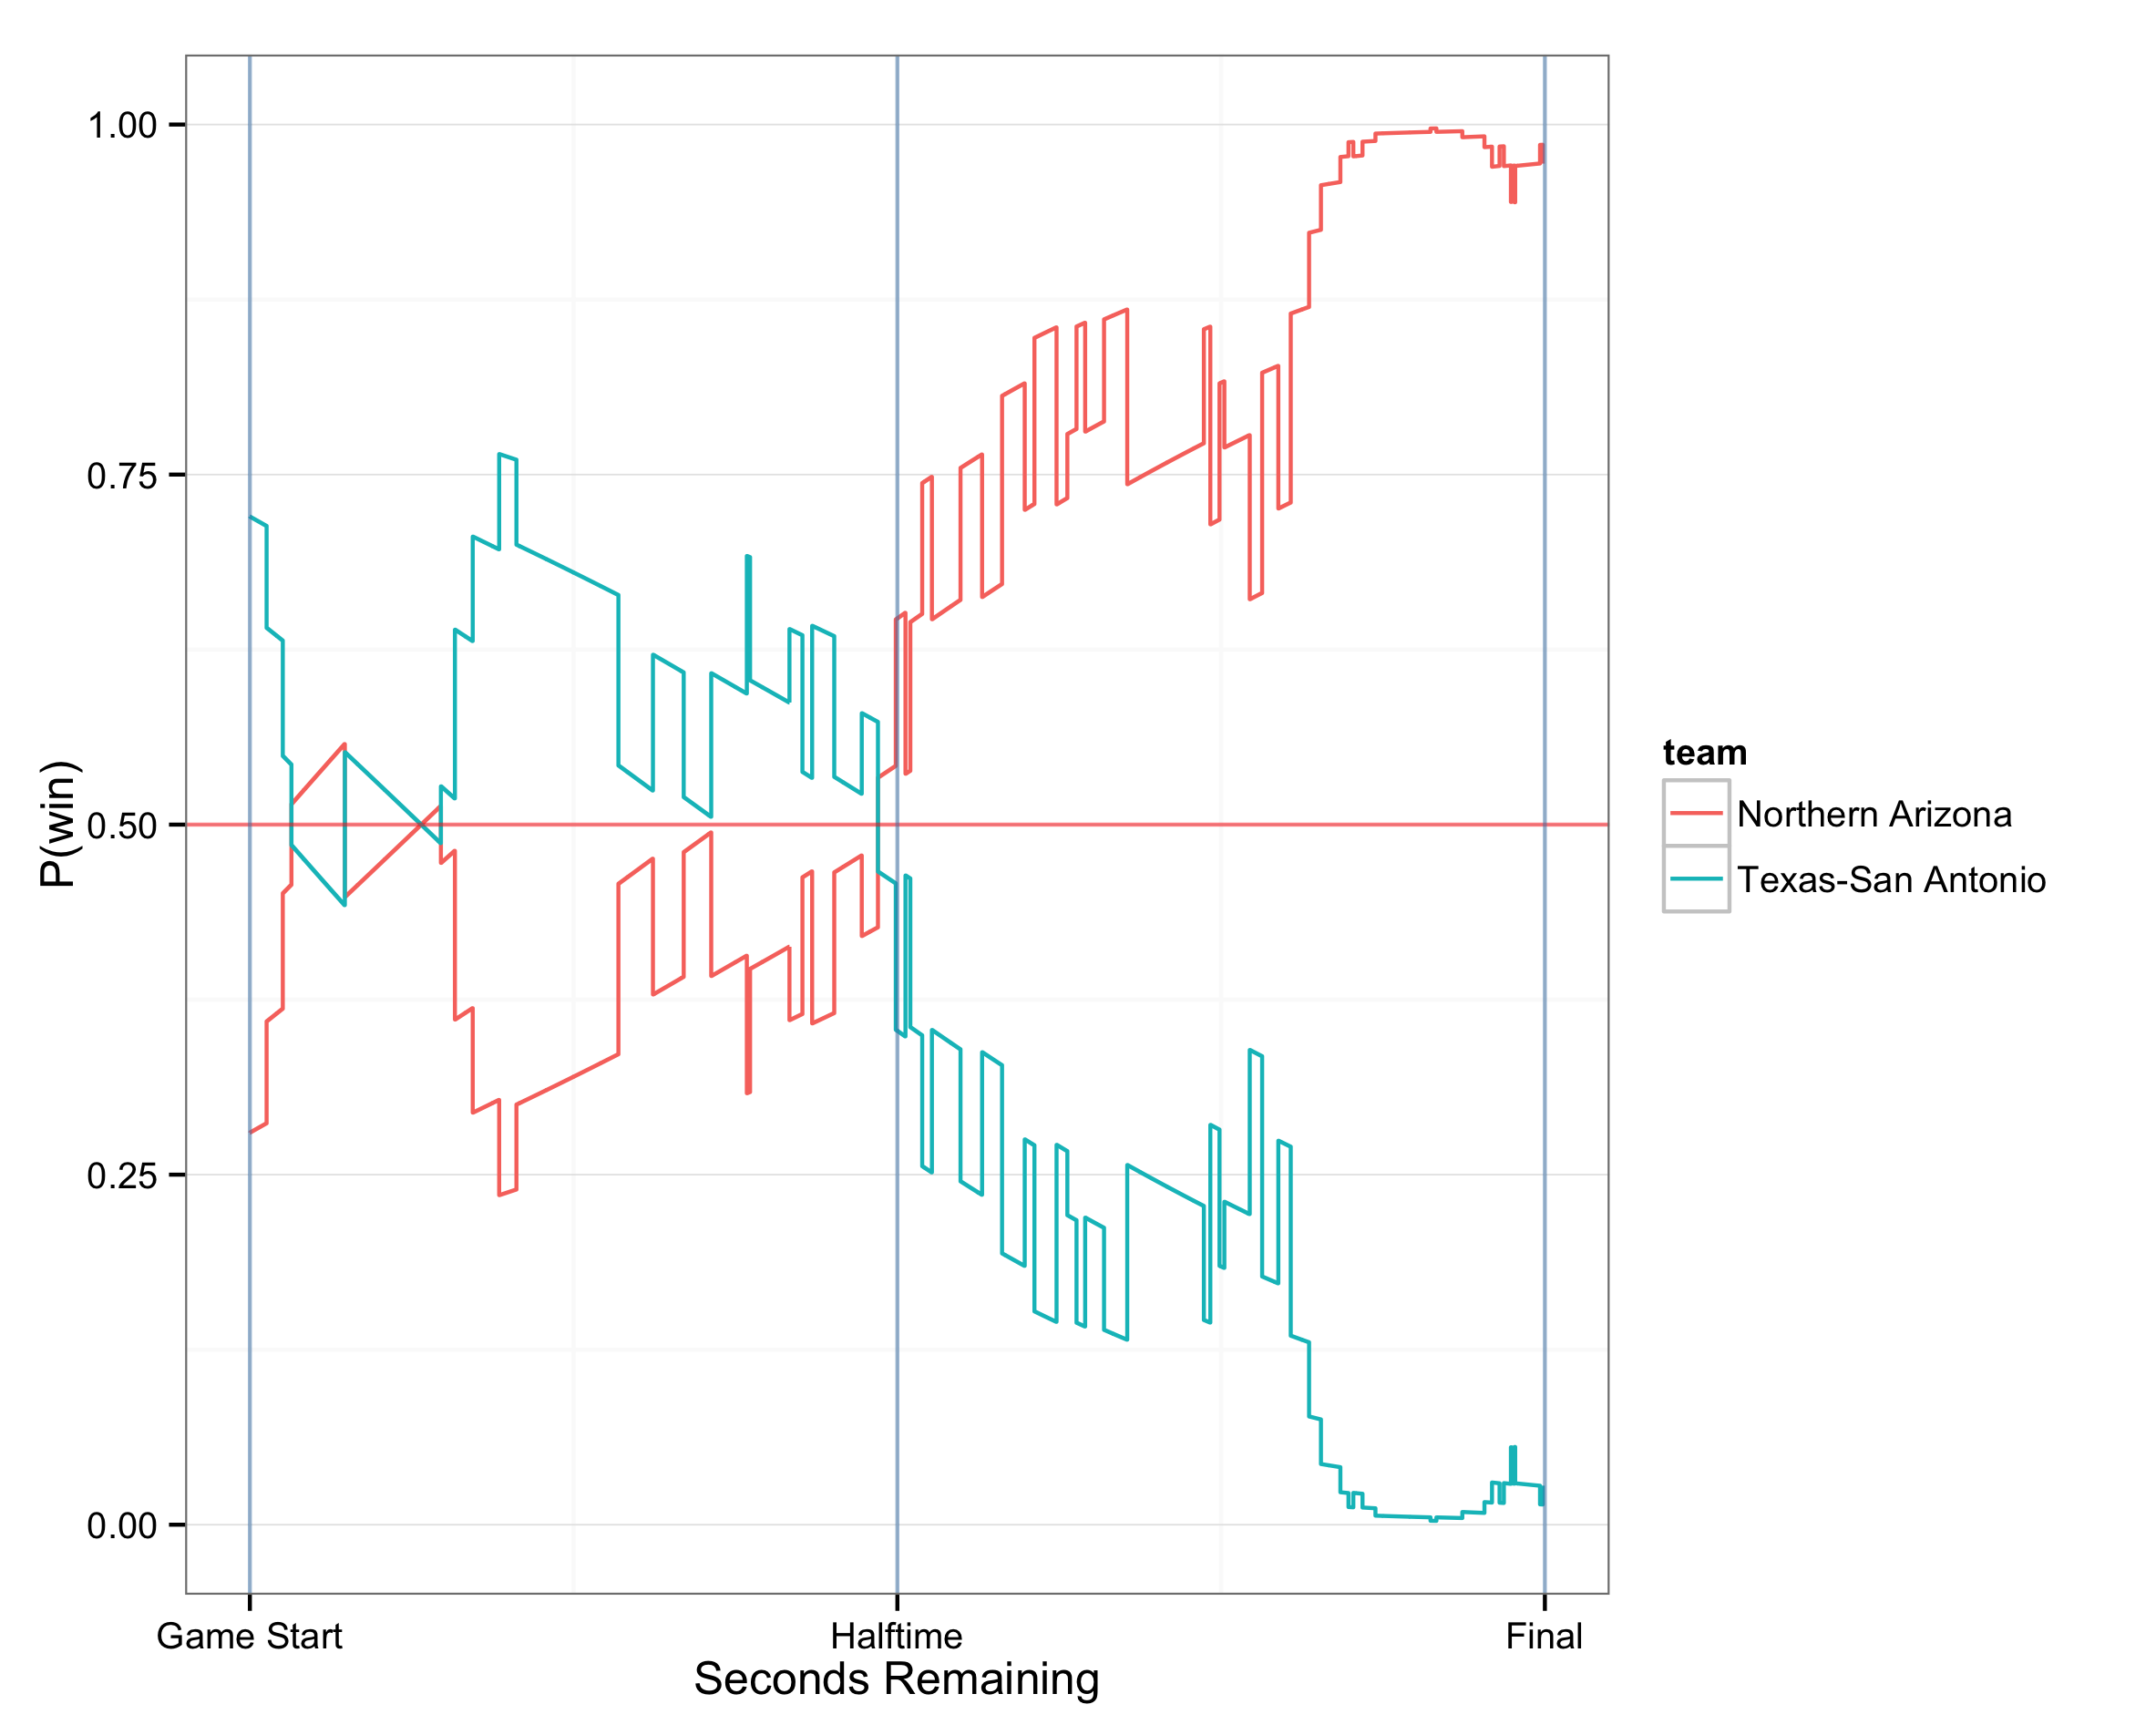 1.00
0.75
0.50
0.25
0.00
P(win)
Game Start
Halftime
Final
Seconds Remaining
team
Northern Arizona
Texas-San Antonio